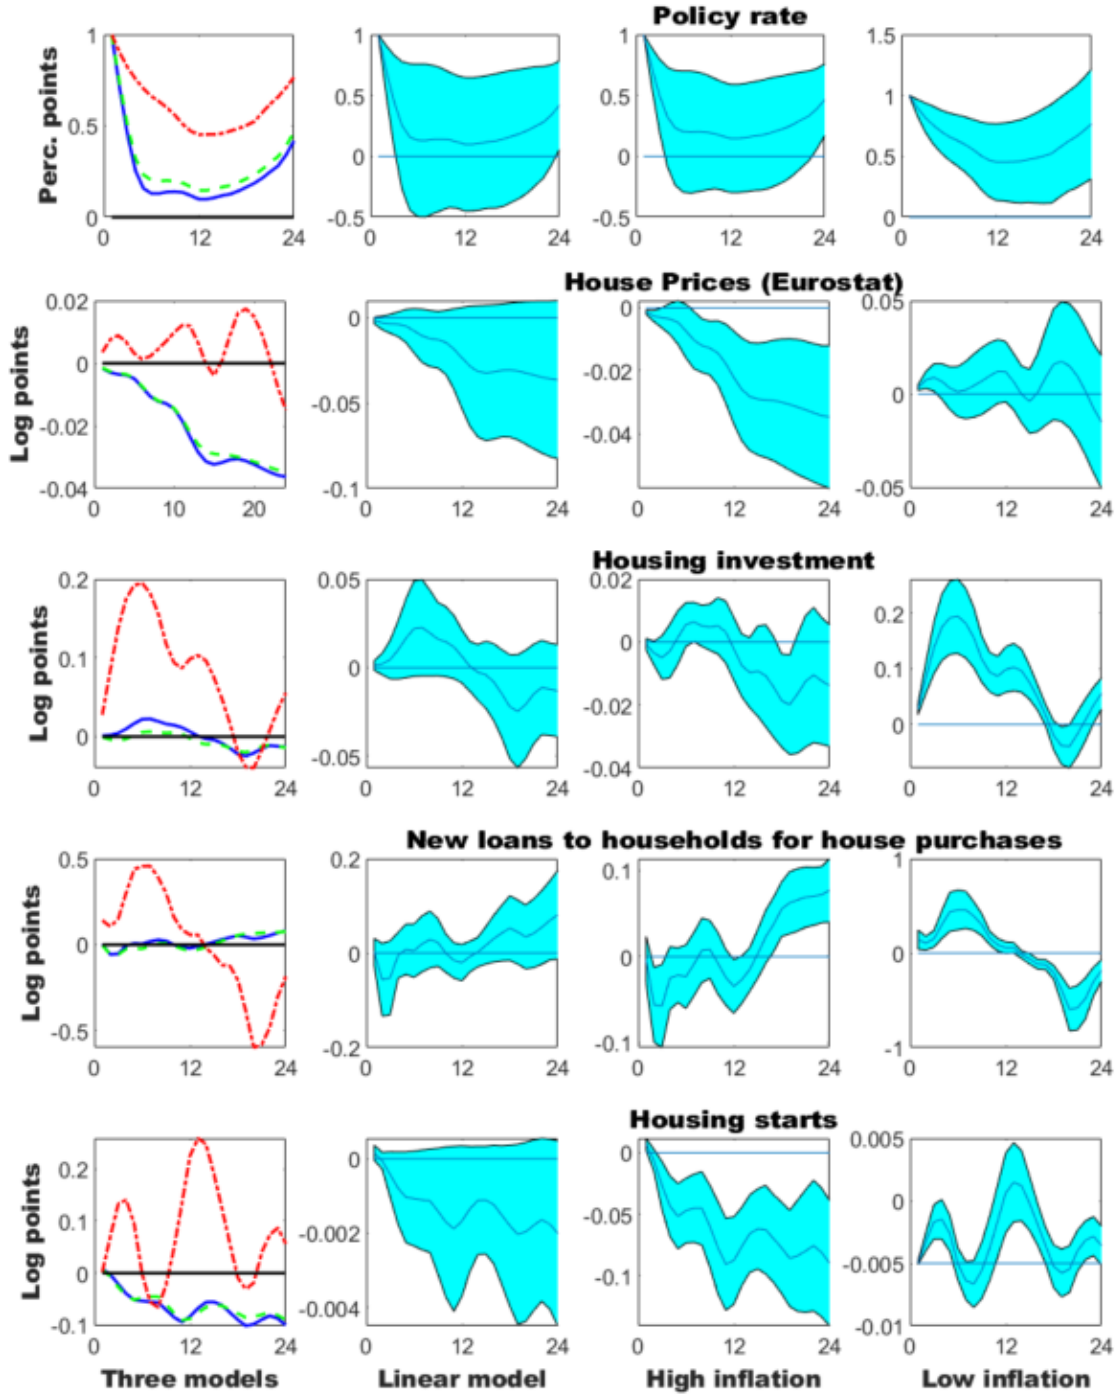 Policy rate
Perc. points
1
0.5
0
0 12 24
1
0.5
0
-0.5
0 12 24
1
0.5
0
-0.5
0 12 24
1.5
1
0.5
0
0 12 24
House Prices (Eurostat)
Log points
0.02
0
-0.02
-0.04
0 10 20
0
-0.05
-0.1
0 12 24
0
-0.02
-0.04
0 12 24
0.05
0
-0.05
0 12 24
Housing investment
Log points
0.2
0.1
0
0 12 24
0.05
0
-0.05
0 12 24
0.02
0
-0.02
-0.04
0 12 24
0.2
0.1
0
0 12 24
New loans to households for house purchases
Log points
0.5
0
-0.5
0 12 24
0.2
0
-0.2
0 12 24
0.1
0
-0.1
0 12 24
1
0
-1
0 12 24
Housing starts
Log points
0.2
0.1
0
-0.1
0 12 24
0
-0.002
-0.004
0 12 24
0
-0.05
-0.1
0 12 24
0.005
0
-0.005
-0.01
0 12 24
Three models
Linear model
High inflation
Low inflation